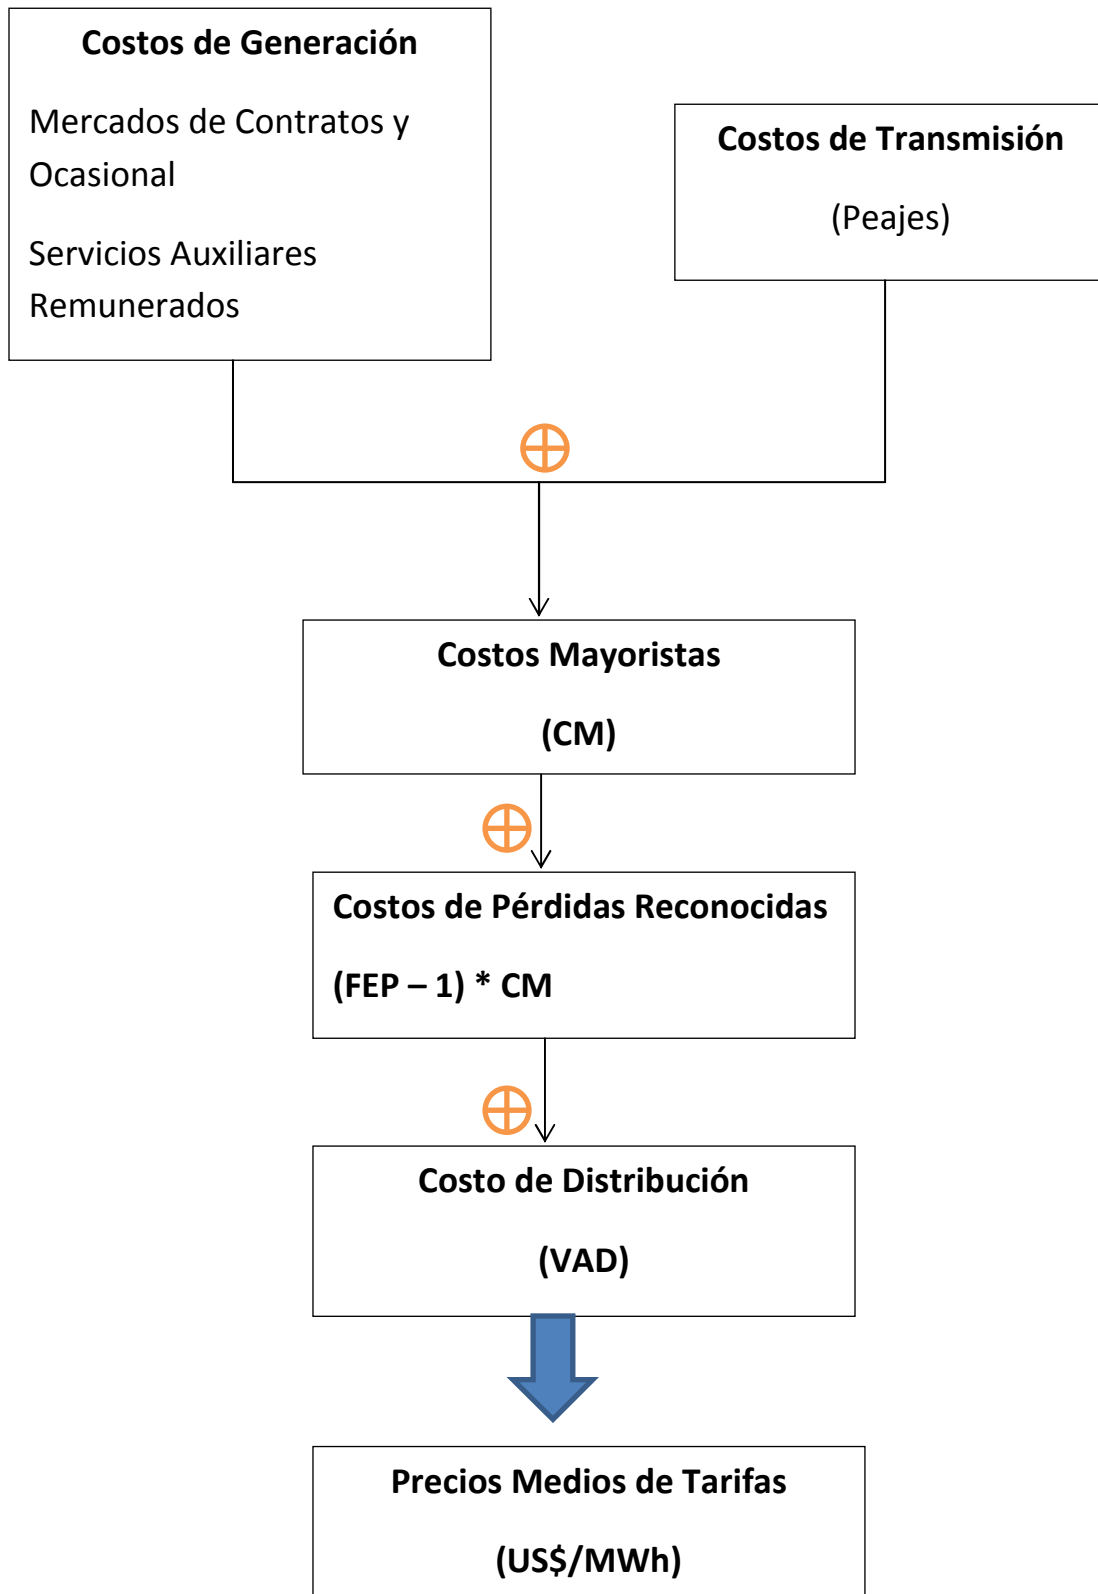 Costos de Generación
Mercados de Contratos y
Ocasional
Servicios Auxiliares
Remunerados
Costos de Transmisión
(Peajes)
Costos Mayoristas
(CM)
Costos de Pérdidas Reconocidas
(FEP – 1) * CM
Costo de Distribución
(VAD)
Precios Medios de Tarifas
(US$/MWh)